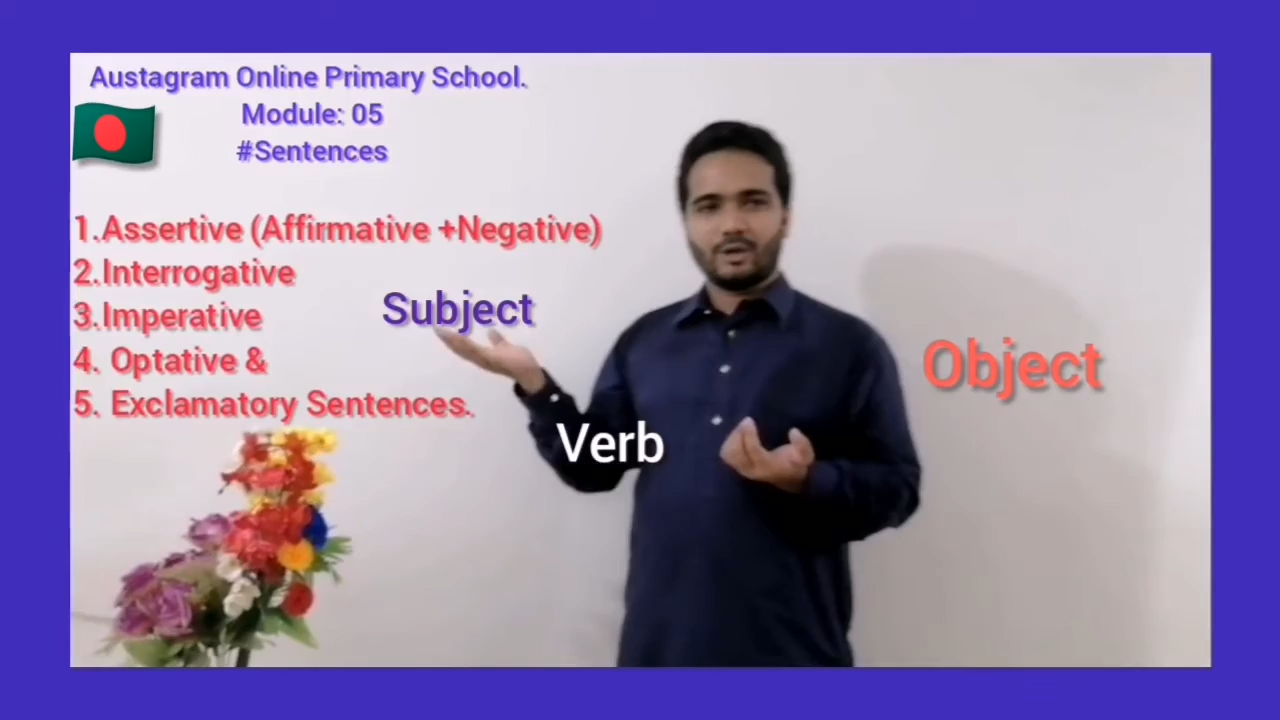 Austagram Online Primary School.
Module: 05
#Sentences
1.Assertive (Affirmative +Negative)
2.Interrogative
3.Imperative
4. Optative &
5. Exclamatory Sentences.
Subject
Verb
Object